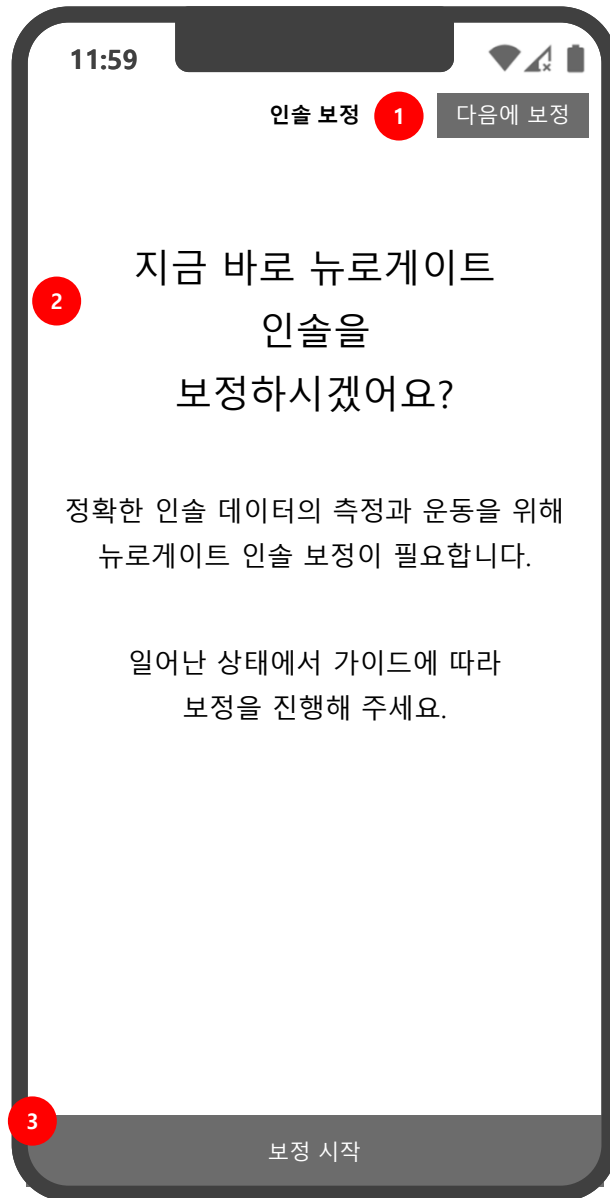 11:59
인솔 보정
1
다음에 보정
2
지금 바로 뉴로게이트
인솔을
보정하시겠어요?
정확한 인솔 데이터의 측정과 운동을 위해
뉴로게이트 인솔 보정이 필요합니다.
일어난 상태에서 가이드에 따라
보정을 진행해 주세요.
3
보정 시작